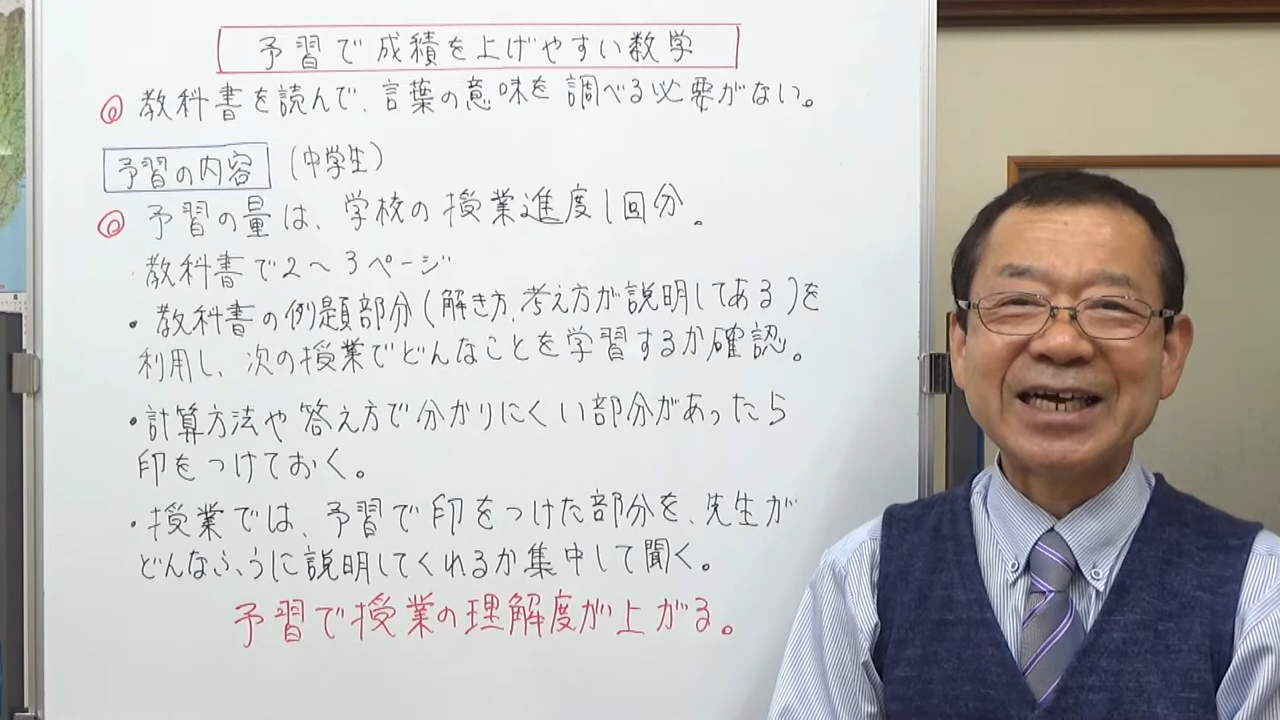 予習で成績を上げやすい数学
◎ 教科書を読んで、言葉の意味を調べる必要がない。
予習の内容 (中学生)
◎ 予習の量は、学校の授業進度1回分。
教科書で2～3ページ
・教科書の例題部分(解き方、考え方が説明してある)を
利用し、次の授業でどんなことを学習するか確認。
・計算方法や答え方で分かりにくい部分があったら
印をつけておく。
・授業では、予習で印をつけた部分を、先生が
どんなふうに説明してくれるか集中して聞く。
予習で授業の理解度が上がる。